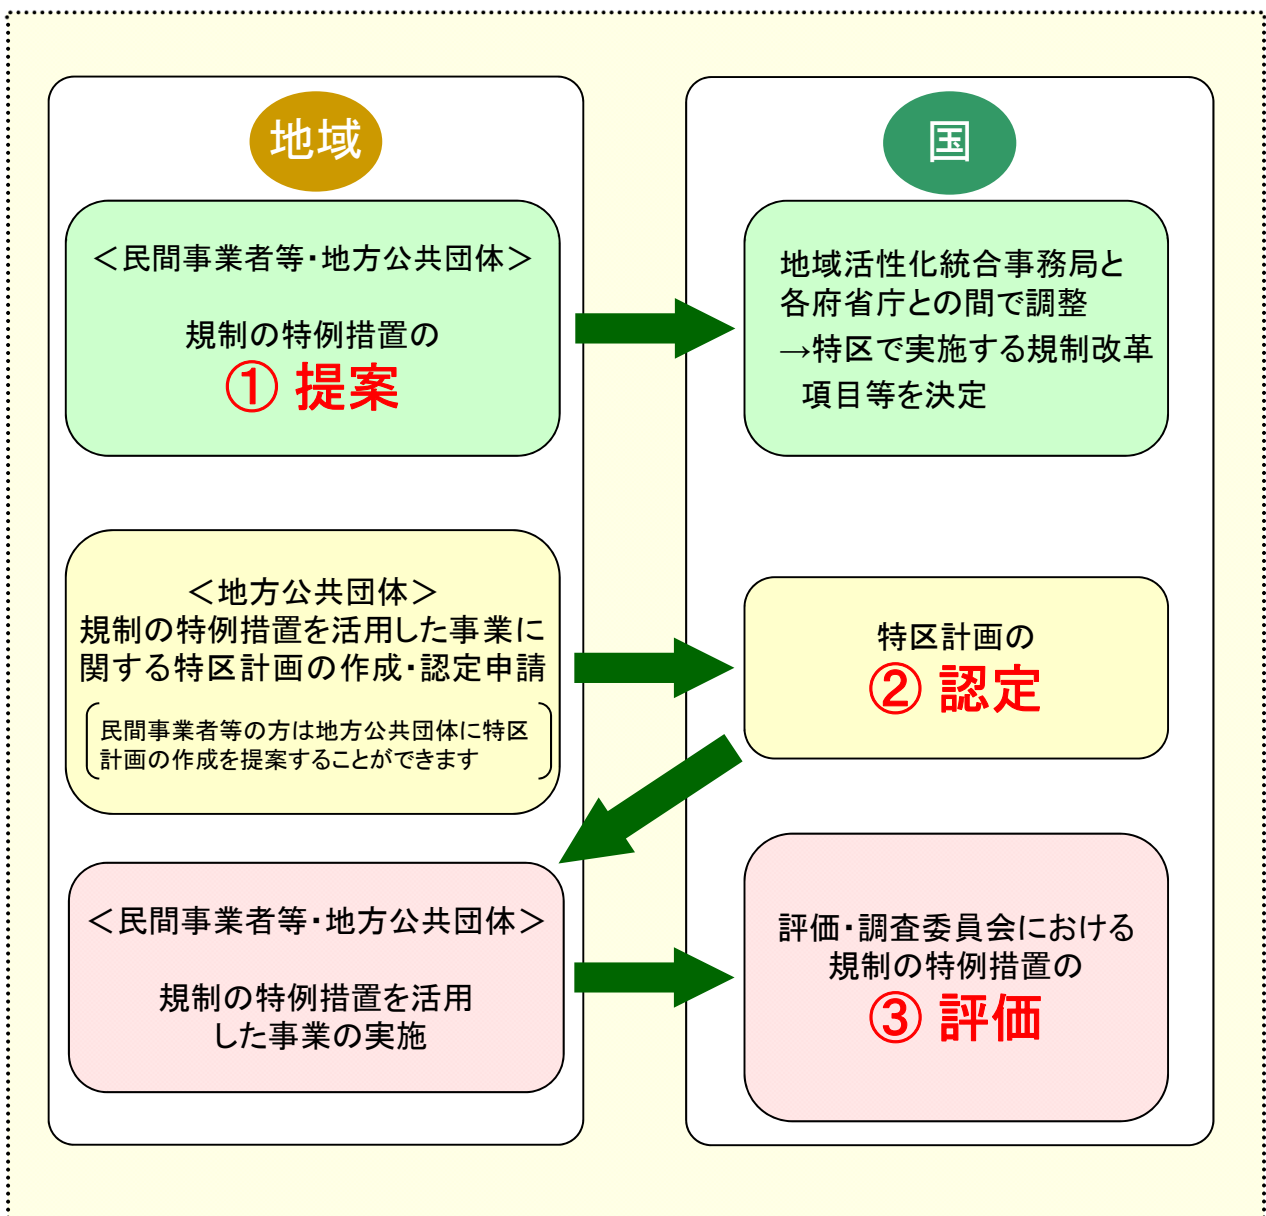 地域
＜民間事業者等・地方公共団体＞
規制の特例措置の
① 提案
国
地域活性化統合事務局と
各府省庁との間で調整
→特区で実施する規制改革
項目等を決定
＜地方公共団体＞
規制の特例措置を活用した事業に
関する特区計画の作成・認定申請
民間事業者等の方は地方公共団体に特区
計画の作成を提案することができます
特区計画の
② 認定
＜民間事業者等・地方公共団体＞
規制の特例措置を活用
した事業の実施
評価・調査委員会における
規制の特例措置の
③ 評価